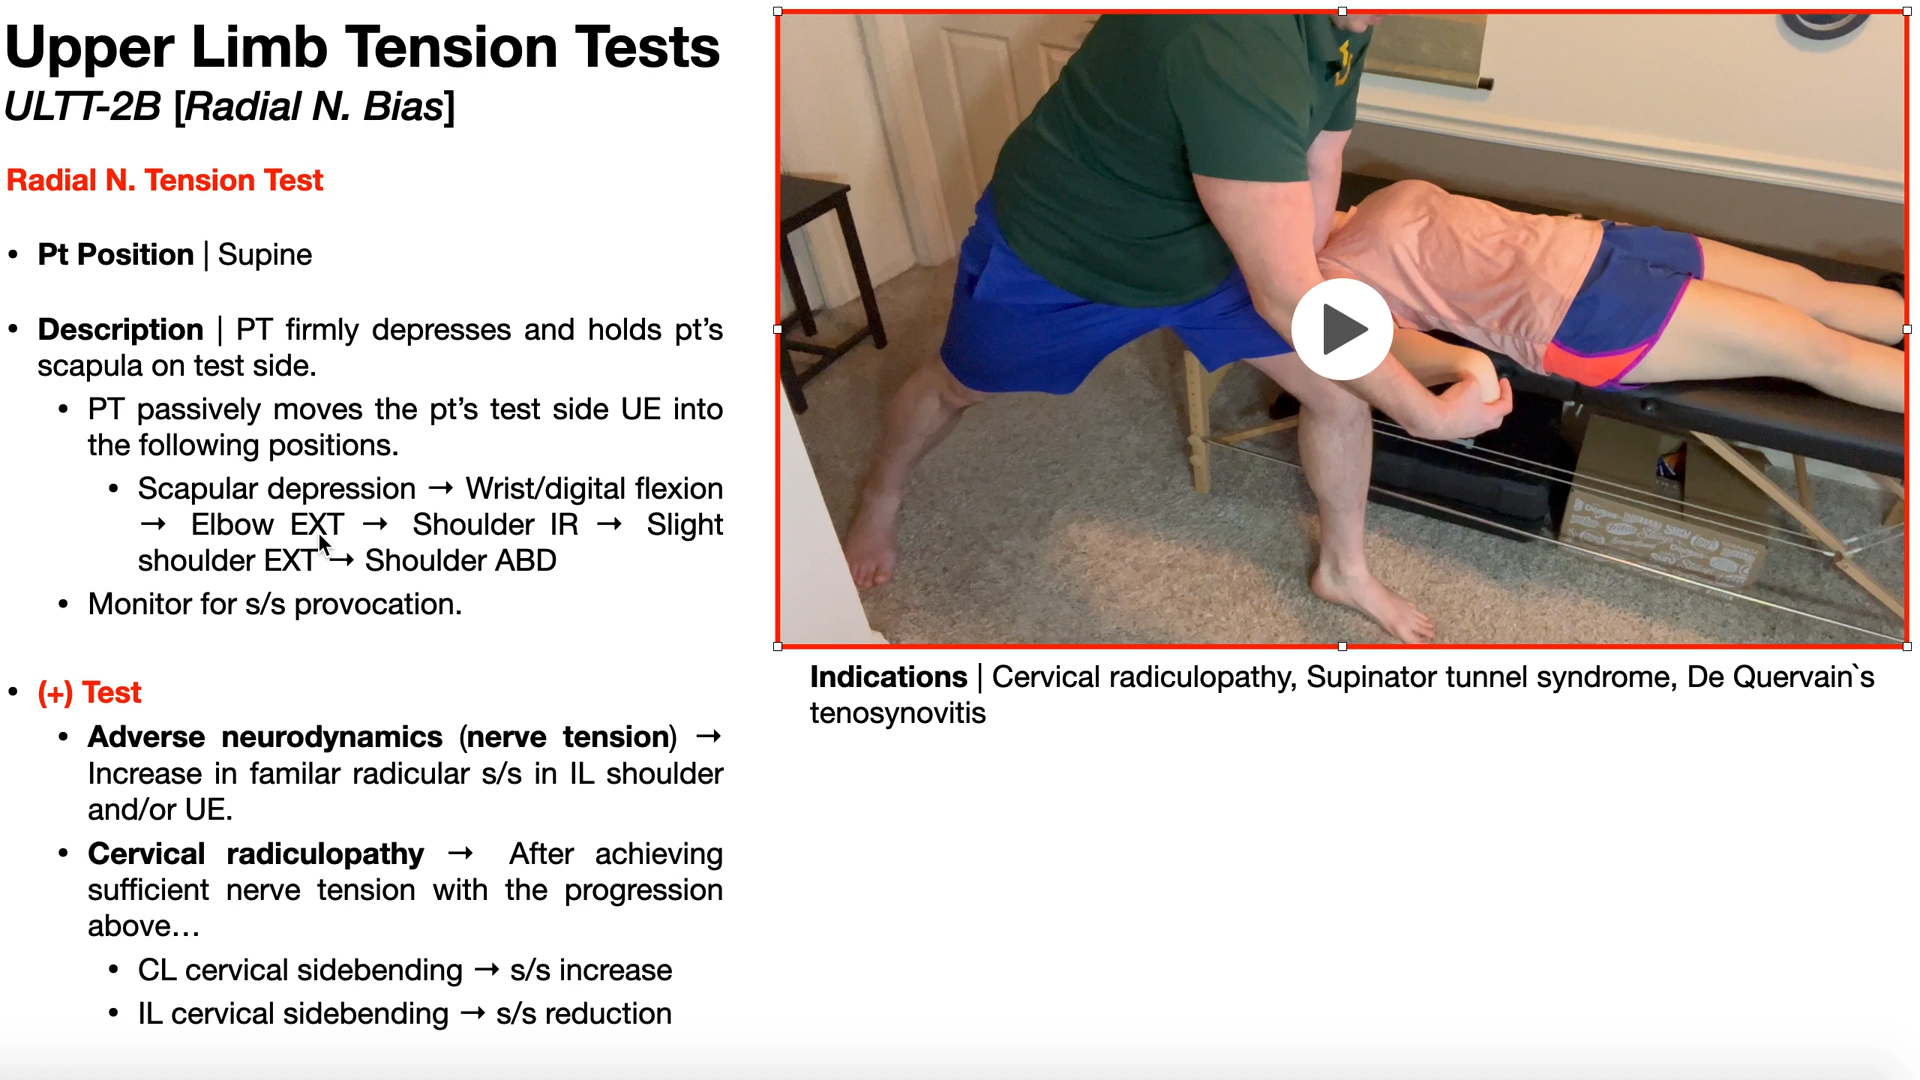 Upper Limb Tension Tests
ULTT-2B [Radial N. Bias]
Radial N. Tension Test
• Pt Position | Supine
• Description | PT firmly depresses and holds pt’s
scapula on test side.
• PT passively moves the pt’s test side UE into
the following positions.
• Scapular depression → Wrist/digital flexion
→ Elbow EXT → Shoulder IR → Slight
shoulder EXT → Shoulder ABD
• Monitor for s/s provocation.
• (+) Test
• Adverse neurodynamics (nerve tension) →
Increase in familar radicular s/s in IL shoulder
and/or UE.
• Cervical radiculopathy → After achieving
sufficient nerve tension with the progression
above…
• CL cervical sidebending → s/s increase
• IL cervical sidebending → s/s reduction
Indications | Cervical radiculopathy, Supinator tunnel syndrome, De Quervain`s
tenosynovitis